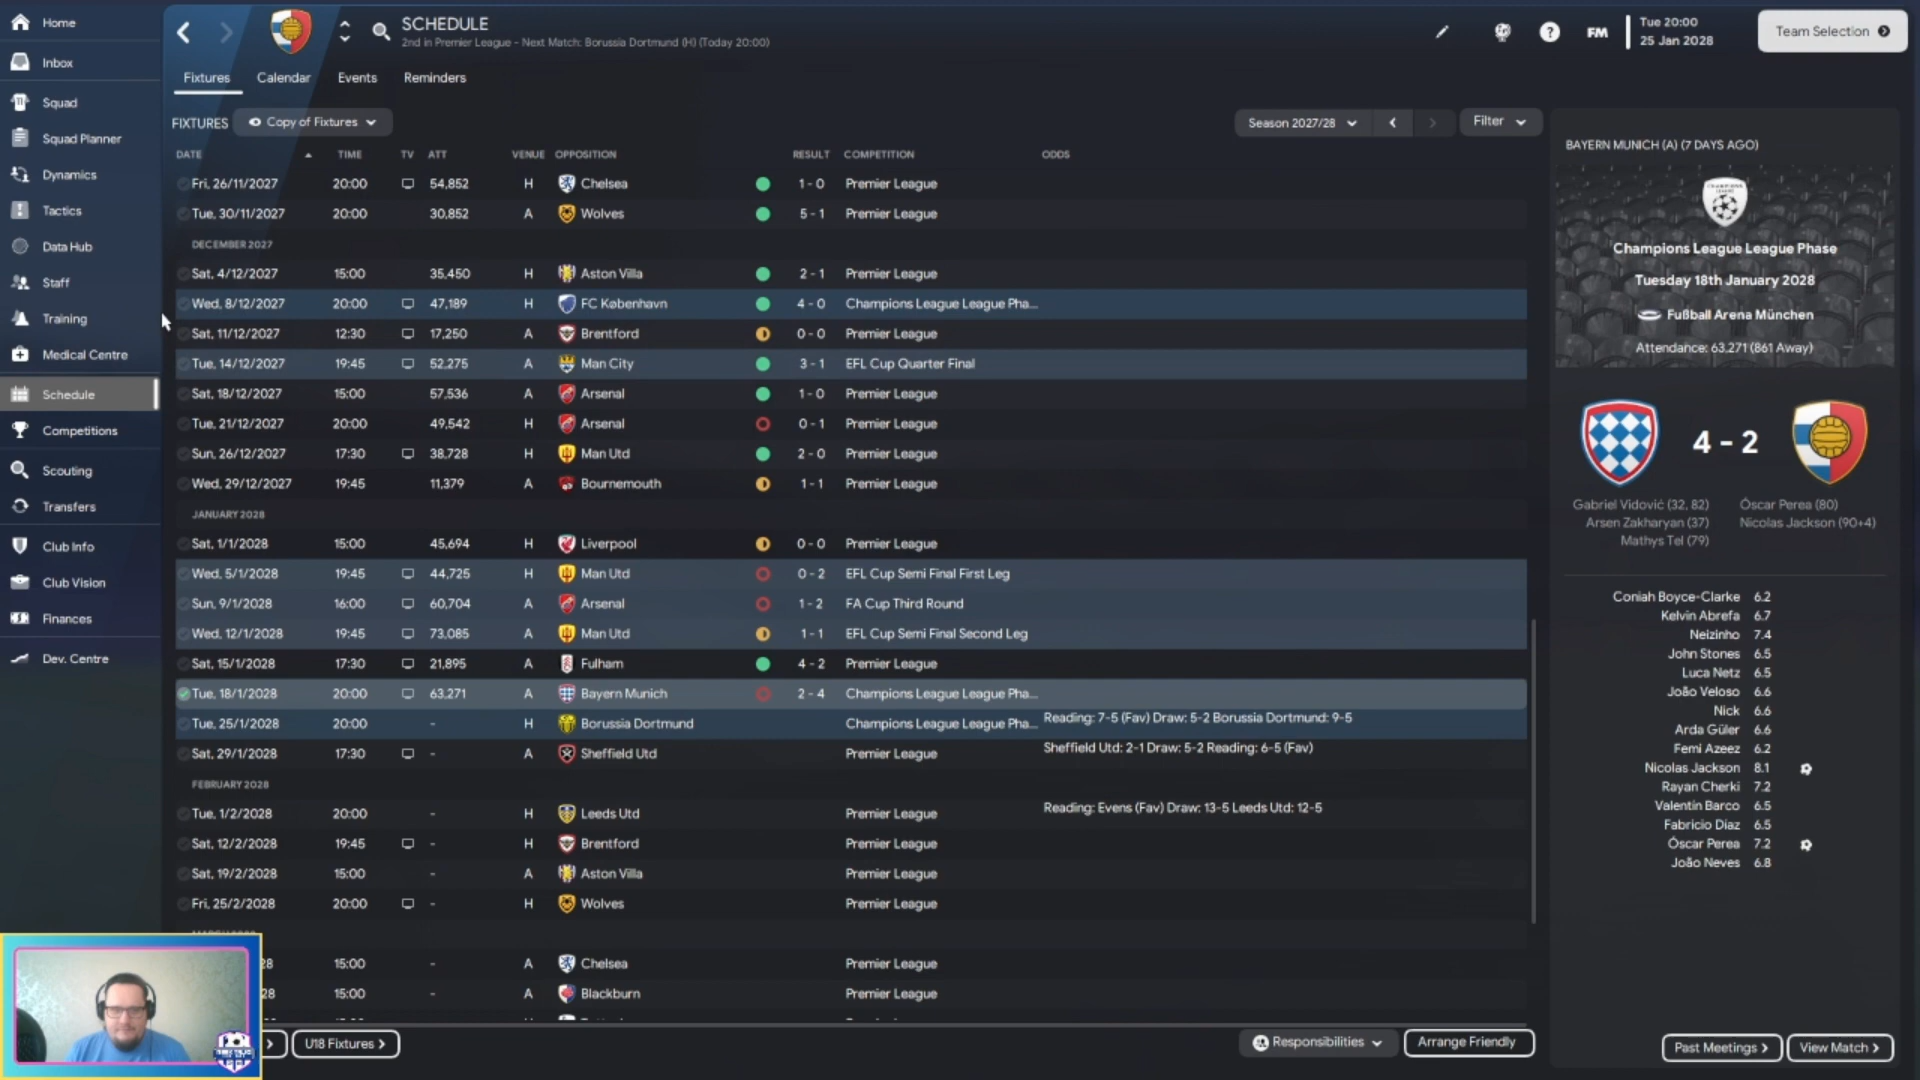 Home
Inbox
Squad
Squad Planner
Dynamics
Tactics
Data Hub
Staff
Training
Medical Centre
Schedule
Competitions
Scouting
Transfers
Club Info
Club Vision
Finances
Dev. Centre
SCHEDULE
2nd in Premier League - Next Match: Borussia Dortmund (H) (Today 20:00)
FM
Tue 20:00
25 Jan 2028
Team Selection
Fixtures Calendar Events Reminders
FIXTURES Copy of Fixtures
Season 2027/28 Filter
DATE TIME TV ATT VENUE OPPOSITION RESULT COMPETITION ODDS
Fri, 26/11/2027 20:00 54,852 H Chelsea 1 - 0 Premier League
Tue, 30/11/2027 20:00 30,852 A Wolves 5 - 1 Premier League
DECEMBER 2027
Sat, 4/12/2027 15:00 35,450 H Aston Villa 2 - 1 Premier League
Wed, 8/12/2027 20:00 47,189 H FC København 4 - 0 Champions League League Pha...
Sat, 11/12/2027 12:30 17,250 A Brentford 0 - 0 Premier League
Tue, 14/12/2027 19:45 52,275 A Man City 3 - 1 EFL Cup Quarter Final
Sat, 18/12/2027 15:00 57,536 A Arsenal 1 - 0 Premier League
Tue, 21/12/2027 20:00 49,542 H Arsenal 0 - 1 Premier League
Sun, 26/12/2027 17:30 38,728 H Man Utd 2 - 0 Premier League
Wed, 29/12/2027 19:45 11,379 A Bournemouth 1 - 1 Premier League
JANUARY 2028
Sat, 1/1/2028 15:00 45,694 H Liverpool 0 - 0 Premier League
Wed, 5/1/2028 19:45 44,725 H Man Utd 0 - 2 EFL Cup Semi Final First Leg
Sun, 9/1/2028 16:00 60,704 A Arsenal 1 - 2 FA Cup Third Round
Wed, 12/1/2028 19:45 73,085 A Man Utd 1 - 1 EFL Cup Semi Final Second Leg
Sat, 15/1/2028 17:30 21,895 A Fulham 4 - 2 Premier League
Tue, 18/1/2028 20:00 63,271 A Bayern Munich 2 - 4 Champions League League Pha...
Tue, 25/1/2028 20:00 - H Borussia Dortmund Champions League League Pha... Reading: 7-5 (Fav) Draw: 5-2 Borussia Dortmund: 9-5
Sat, 29/1/2028 17:30 - A Sheffield Utd Premier League Sheffield Utd: 2-1 Draw: 5-2 Reading: 6-5 (Fav)
FEBRUARY 2028
Tue, 1/2/2028 20:00 - H Leeds Utd Premier League Reading: Evens (Fav) Draw: 13-5 Leeds Utd: 12-5
Sat, 12/2/2028 19:45 - H Brentford Premier League
Sat, 19/2/2028 15:00 - A Aston Villa Premier League
Fri, 25/2/2028 20:00 - H Wolves Premier League
28 15:00 - A Chelsea Premier League
28 15:00 - A Blackburn Premier League
U18 Fixtures
Responsibilities
Arrange Friendly
BAYERN MUNICH (A) (7 DAYS AGO)
Champions League League Phase
Tuesday 18th January 2028
Fußball Arena München
Attendance: 63,271 (861 Away)
4 - 2
Gabriel Vidović (32, 82)
Arsen Zakharyan (37)
Mathys Tel (79)
Óscar Perea (80)
Nicolas Jackson (90+4)
Coniah Boyce-Clarke 6.2
Kelvin Abrefa 6.7
Neizinho 7.4
John Stones 6.5
Luca Netz 6.5
João Veloso 6.6
Nick 6.6
Arda Güler 6.6
Femi Azeez 6.2
Nicolas Jackson 8.1
Rayan Cherki 7.2
Valentín Barco 6.5
Fabricio Díaz 6.5
Óscar Perea 7.2
João Neves 6.8
Past Meetings
View Match